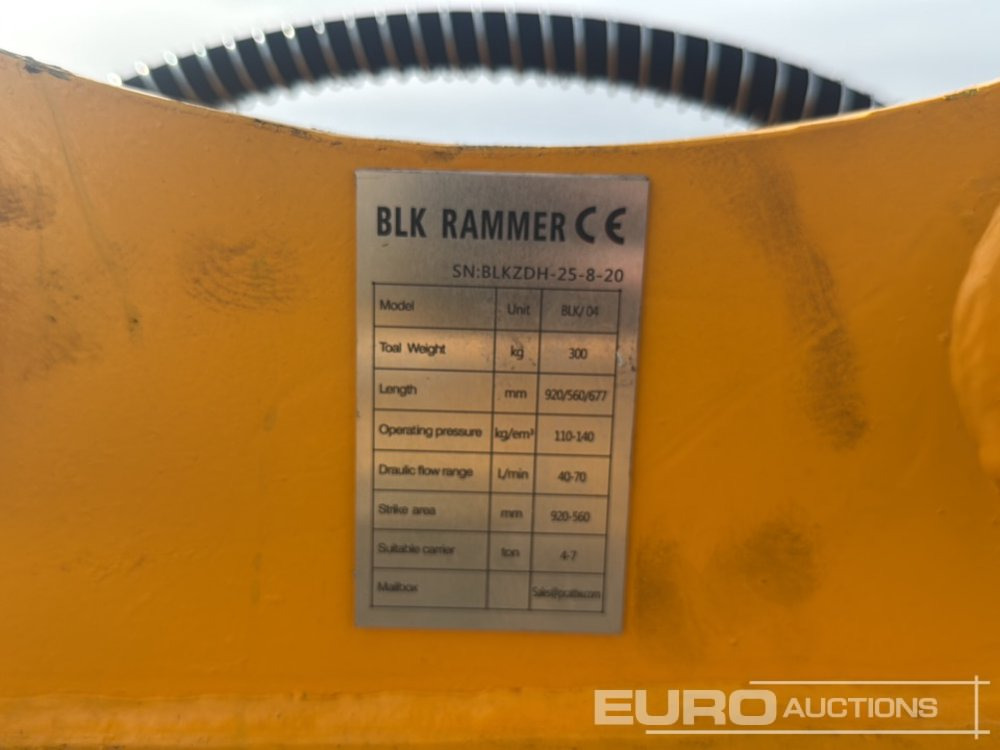 BLK RAMMER CE
SN:BLKZDH-25-8-20
Model Unit BLK/04
Toal Weight kg 300
Length mm 920/560/677
Operating pressure kg/em³ 110-140
Draulic flow range L/min 40-70
Strike area mm 920-560
Suitable carrier ton 4-7
Mailbox
EURO AUCTIONS